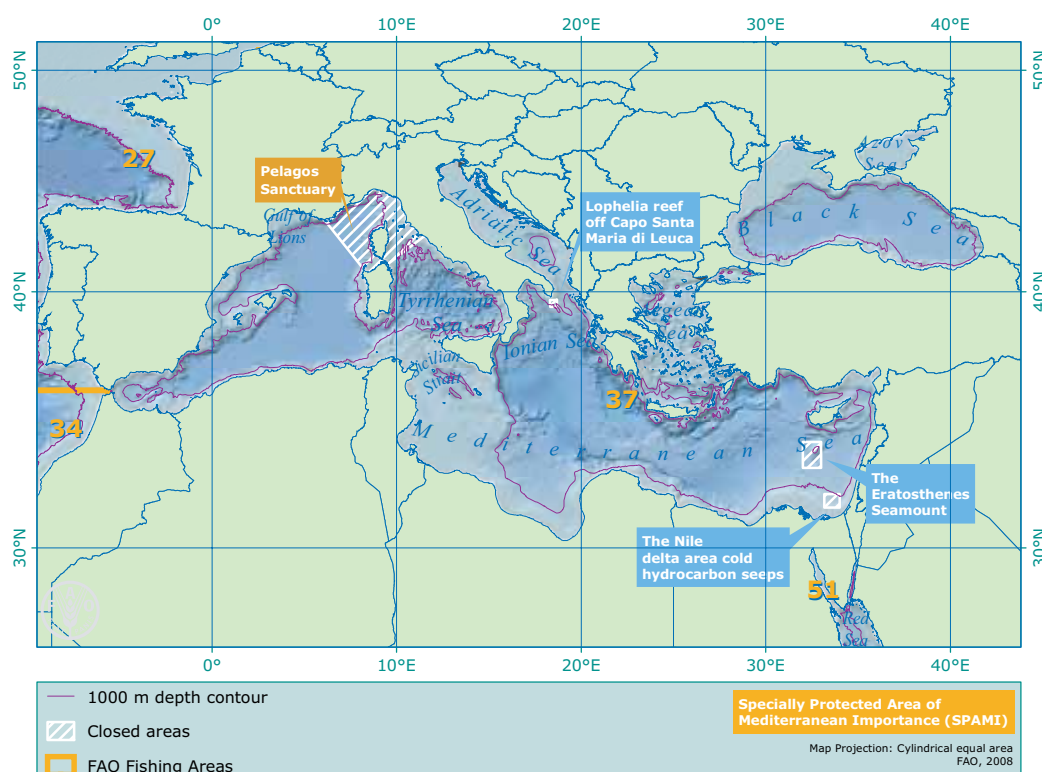 0°
10°E
20°E
30°E
40°E
50°N
50°N
27
Azov
Sea
Pelagos
Sanctuary
Gulf of
Lions
Adriatic Sea
Lophelia reef
off Capo Santa
Maria di Leuca
Black Sea
40°N
40°N
Tyrrhenian
Sea
Aegean
Sea
Ionian Sea
Sicilian
Strait
37
34
Mediterranean Sea
The
Eratosthenes
Seamount
30°N
30°N
The Nile
delta area cold
hydrocarbon seeps
51
Red
Sea
0°
10°E
20°E
30°E
40°E
1000 m depth contour
Closed areas
FAO Fishing Areas
Specially Protected Area of
Mediterranean Importance (SPAMI)
Map Projection: Cylindrical equal area
FAO, 2008